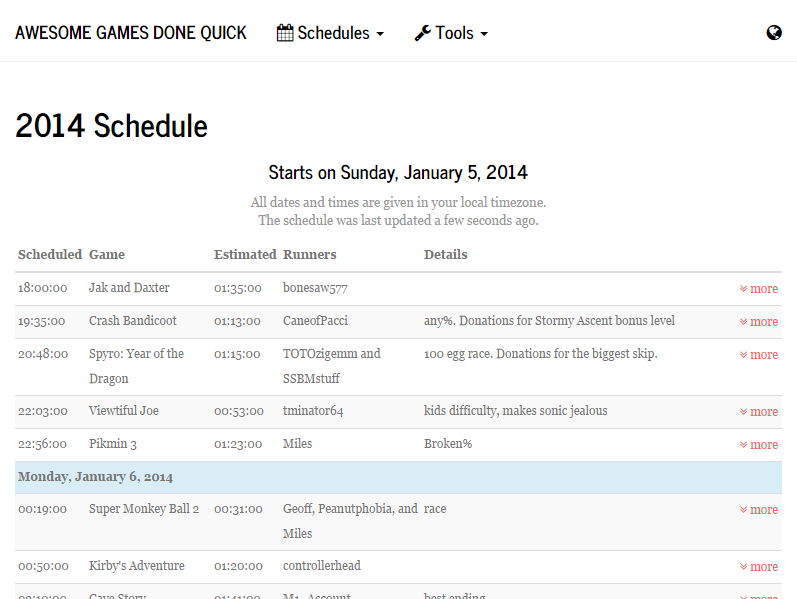 AWESOME GAMES DONE QUICK Schedules Tools
2014 Schedule
Starts on Sunday, January 5, 2014
All dates and times are given in your local timezone.
The schedule was last updated a few seconds ago.
Scheduled Game Estimated Runners Details
18:00:00 Jak and Daxter 01:35:00 bonesaw577 more
19:35:00 Crash Bandicoot 01:13:00 CaneofPacci any%. Donations for Stormy Ascent bonus level more
20:48:00 Spyro: Year of the 01:15:00 TOTOzigemm and 100 egg race. Donations for the biggest skip. more
Dragon SSBMstuff
22:03:00 Viewtiful Joe 00:53:00 tminator64 kids difficulty, makes sonic jealous more
22:56:00 Pikmin 3 01:23:00 Miles Broken% more
Monday, January 6, 2014
00:19:00 Super Monkey Ball 2 00:31:00 Geoff, Peanutphobia, and race more
Miles
00:50:00 Kirby's Adventure 01:20:00 controllerhead more
02:10:00 Cave Story 01:41:00 M1_Account best ending more